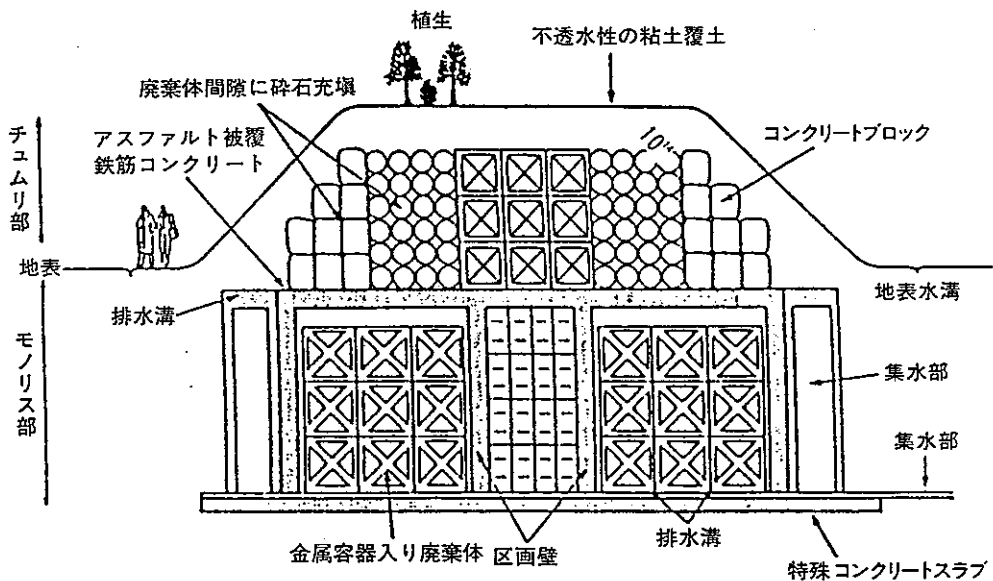 植生
不透水性の粘土覆土
廃棄体間隙に砕石充塡
アスファルト被覆
鉄筋コンクリート
コンクリートブロック
チュムリ部
地表
地表水溝
排水溝
モノリス部
集水部
集水部
金属容器入り廃棄体
区画壁
排水溝
特殊コンクリートスラブ